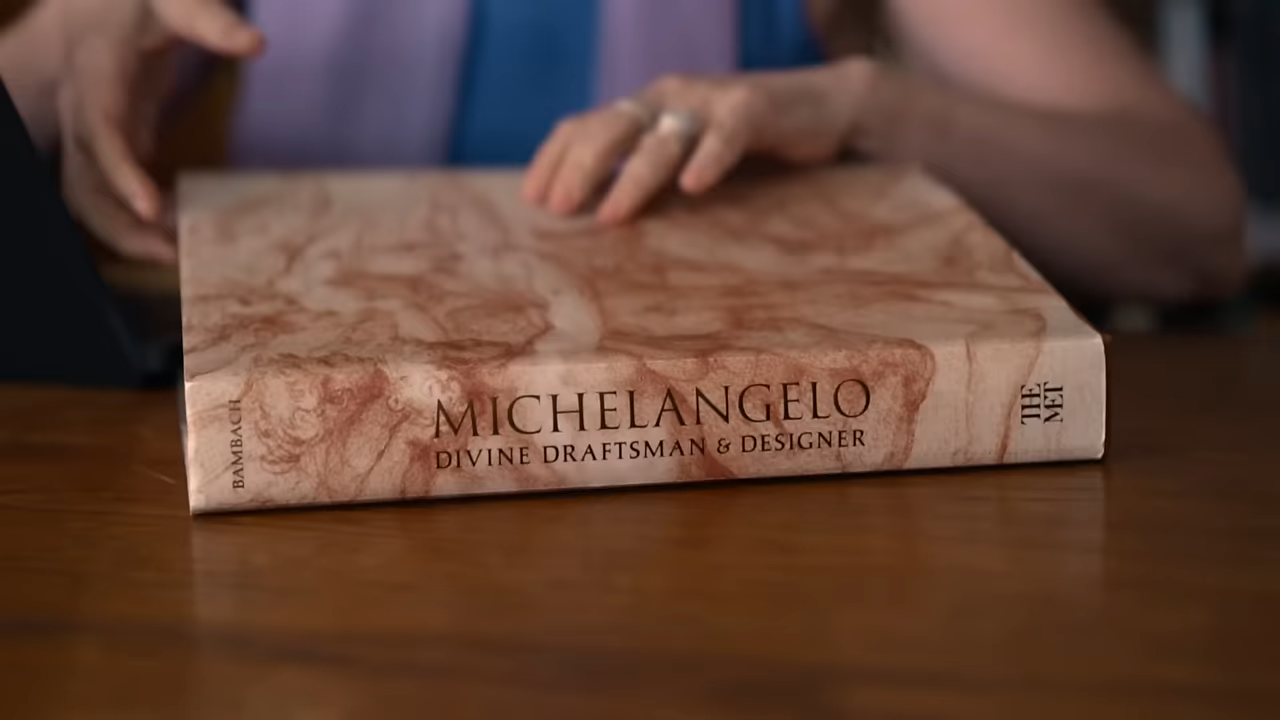 BAMBACH
MICHELANGELO
DIVINE DRAFTSMAN & DESIGNER
THE
MET